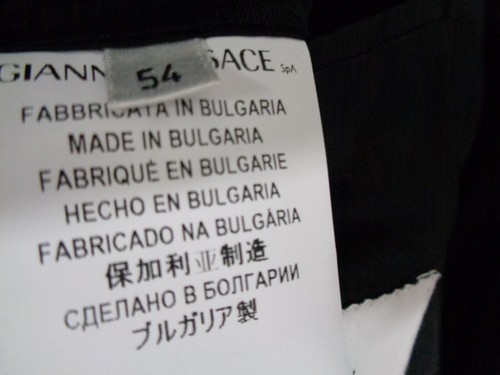 GIANN SACE SpA
54
FABBRICATA IN BULGARIA
MADE IN BULGARIA
FABRIQUÉ EN BULGARIE
HECHO EN BULGARIA
FABRICADO NA BULGÁRIA
保加利亚制造
СДЕЛАНО В БОЛГАРИИ
ブルガリア製